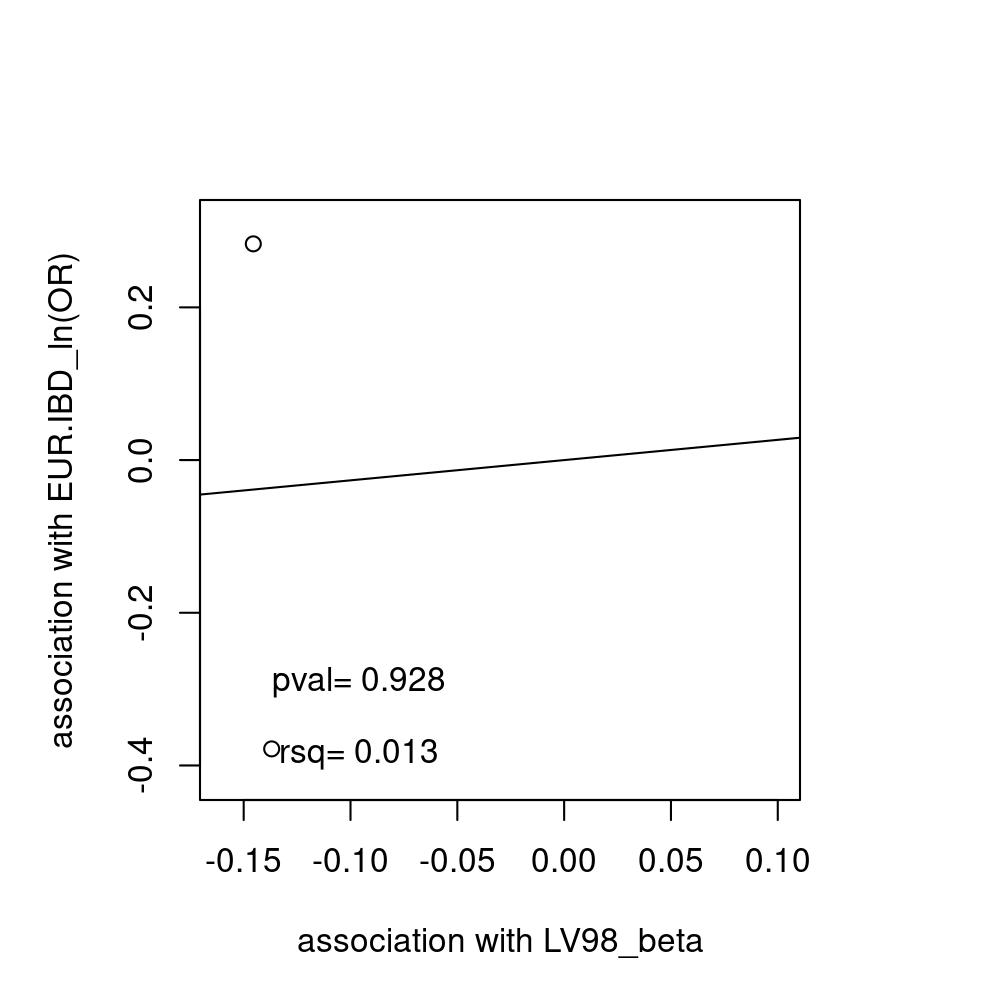 association with EUR.IBD_ln(OR)
0.2
0.0
-0.2
-0.4
pval= 0.928
rsq= 0.013
-0.15 -0.10 -0.05 0.00 0.05 0.10
association with LV98_beta